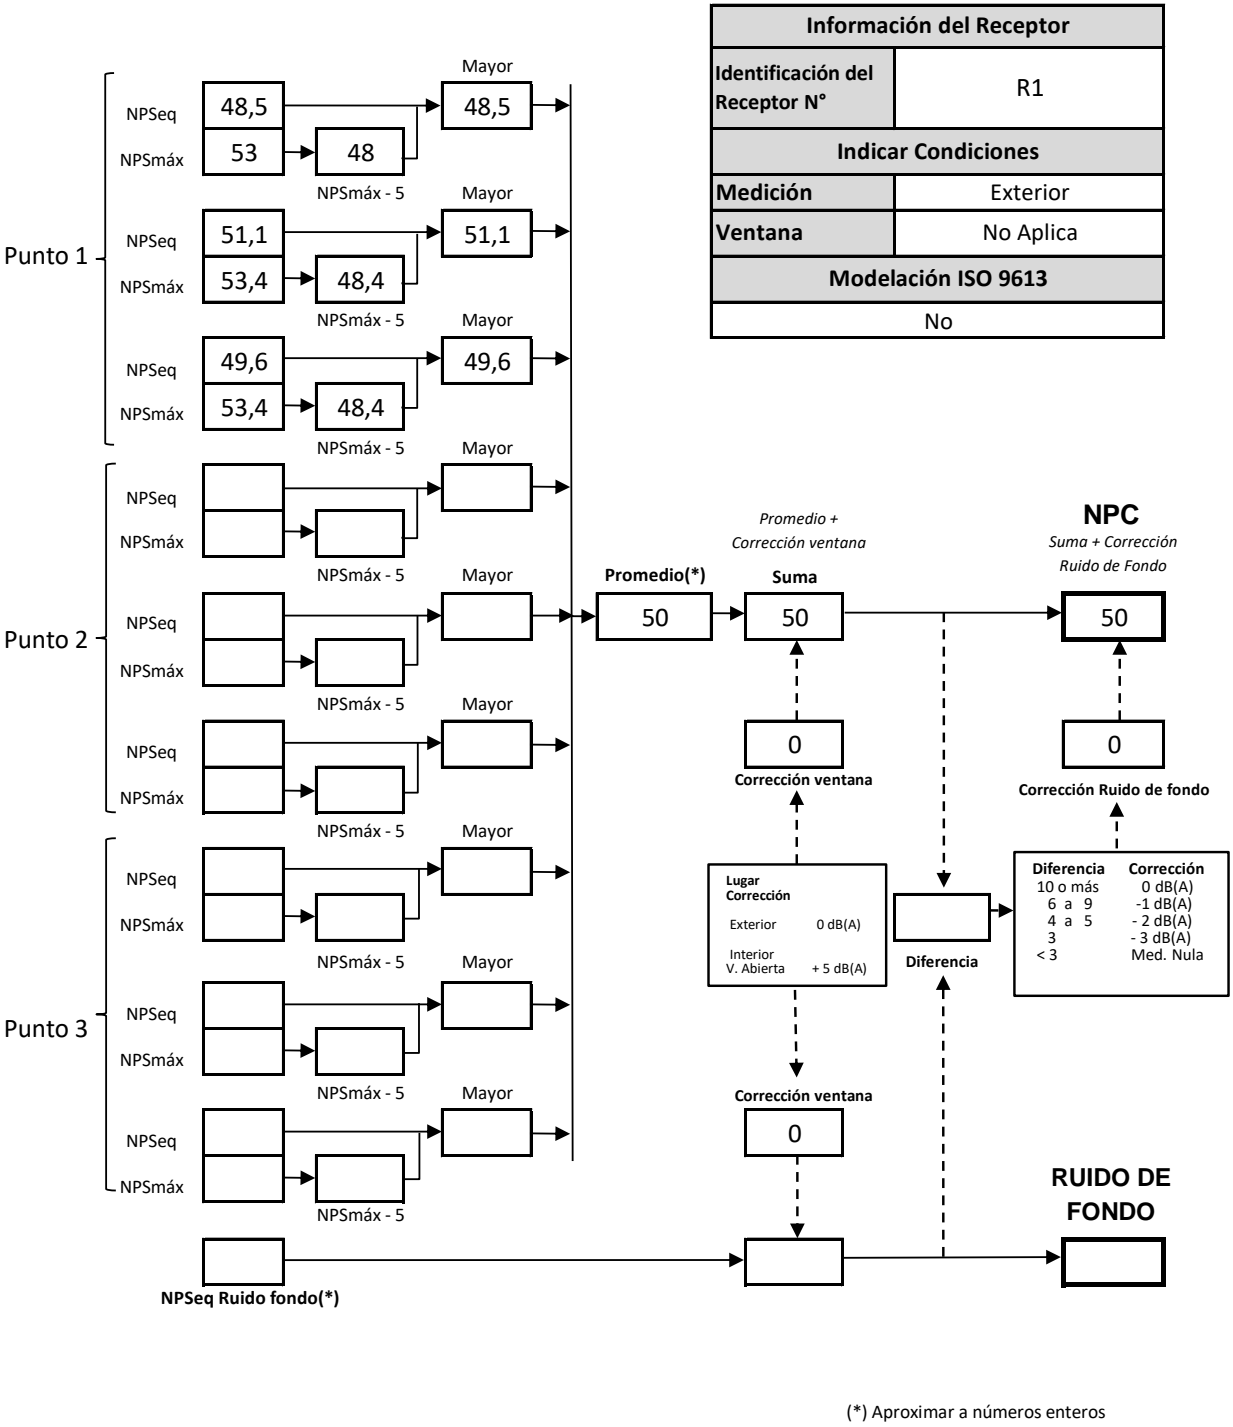 Información del Receptor
Identificación del
Receptor N°
R1
Indicar Condiciones
Medición Exterior
Ventana No Aplica
Modelación ISO 9613
No
Punto 1
Mayor
NPSeq 48,5 48,5
NPSmáx 53 48
NPSmáx - 5
Mayor
NPSeq 51,1 51,1
NPSmáx 53,4 48,4
NPSmáx - 5
Mayor
NPSeq 49,6 49,6
NPSmáx 53,4 48,4
NPSmáx - 5
Punto 2
Mayor
NPSeq
NPSmáx
NPSmáx - 5
Mayor
NPSeq
NPSmáx
NPSmáx - 5
Mayor
NPSeq
NPSmáx
NPSmáx - 5
Punto 3
Mayor
NPSeq
NPSmáx
NPSmáx - 5
Mayor
NPSeq
NPSmáx
NPSmáx - 5
Mayor
NPSeq
NPSmáx
NPSmáx - 5
NPSeq Ruido fondo(*)
Promedio(*)
50
Promedio +
Corrección ventana
Suma
50
0
Corrección ventana
Lugar
Corrección
Exterior 0 dB(A)
Interior
V. Abierta + 5 dB(A)
Corrección ventana
0
Diferencia
NPC
Suma + Corrección
Ruido de Fondo
50
0
Corrección Ruido de fondo
Diferencia Corrección
10 o más 0 dB(A)
6 a 9 -1 dB(A)
4 a 5 - 2 dB(A)
3 - 3 dB(A)
< 3 Med. Nula
RUIDO DE
FONDO
(*) Aproximar a números enteros